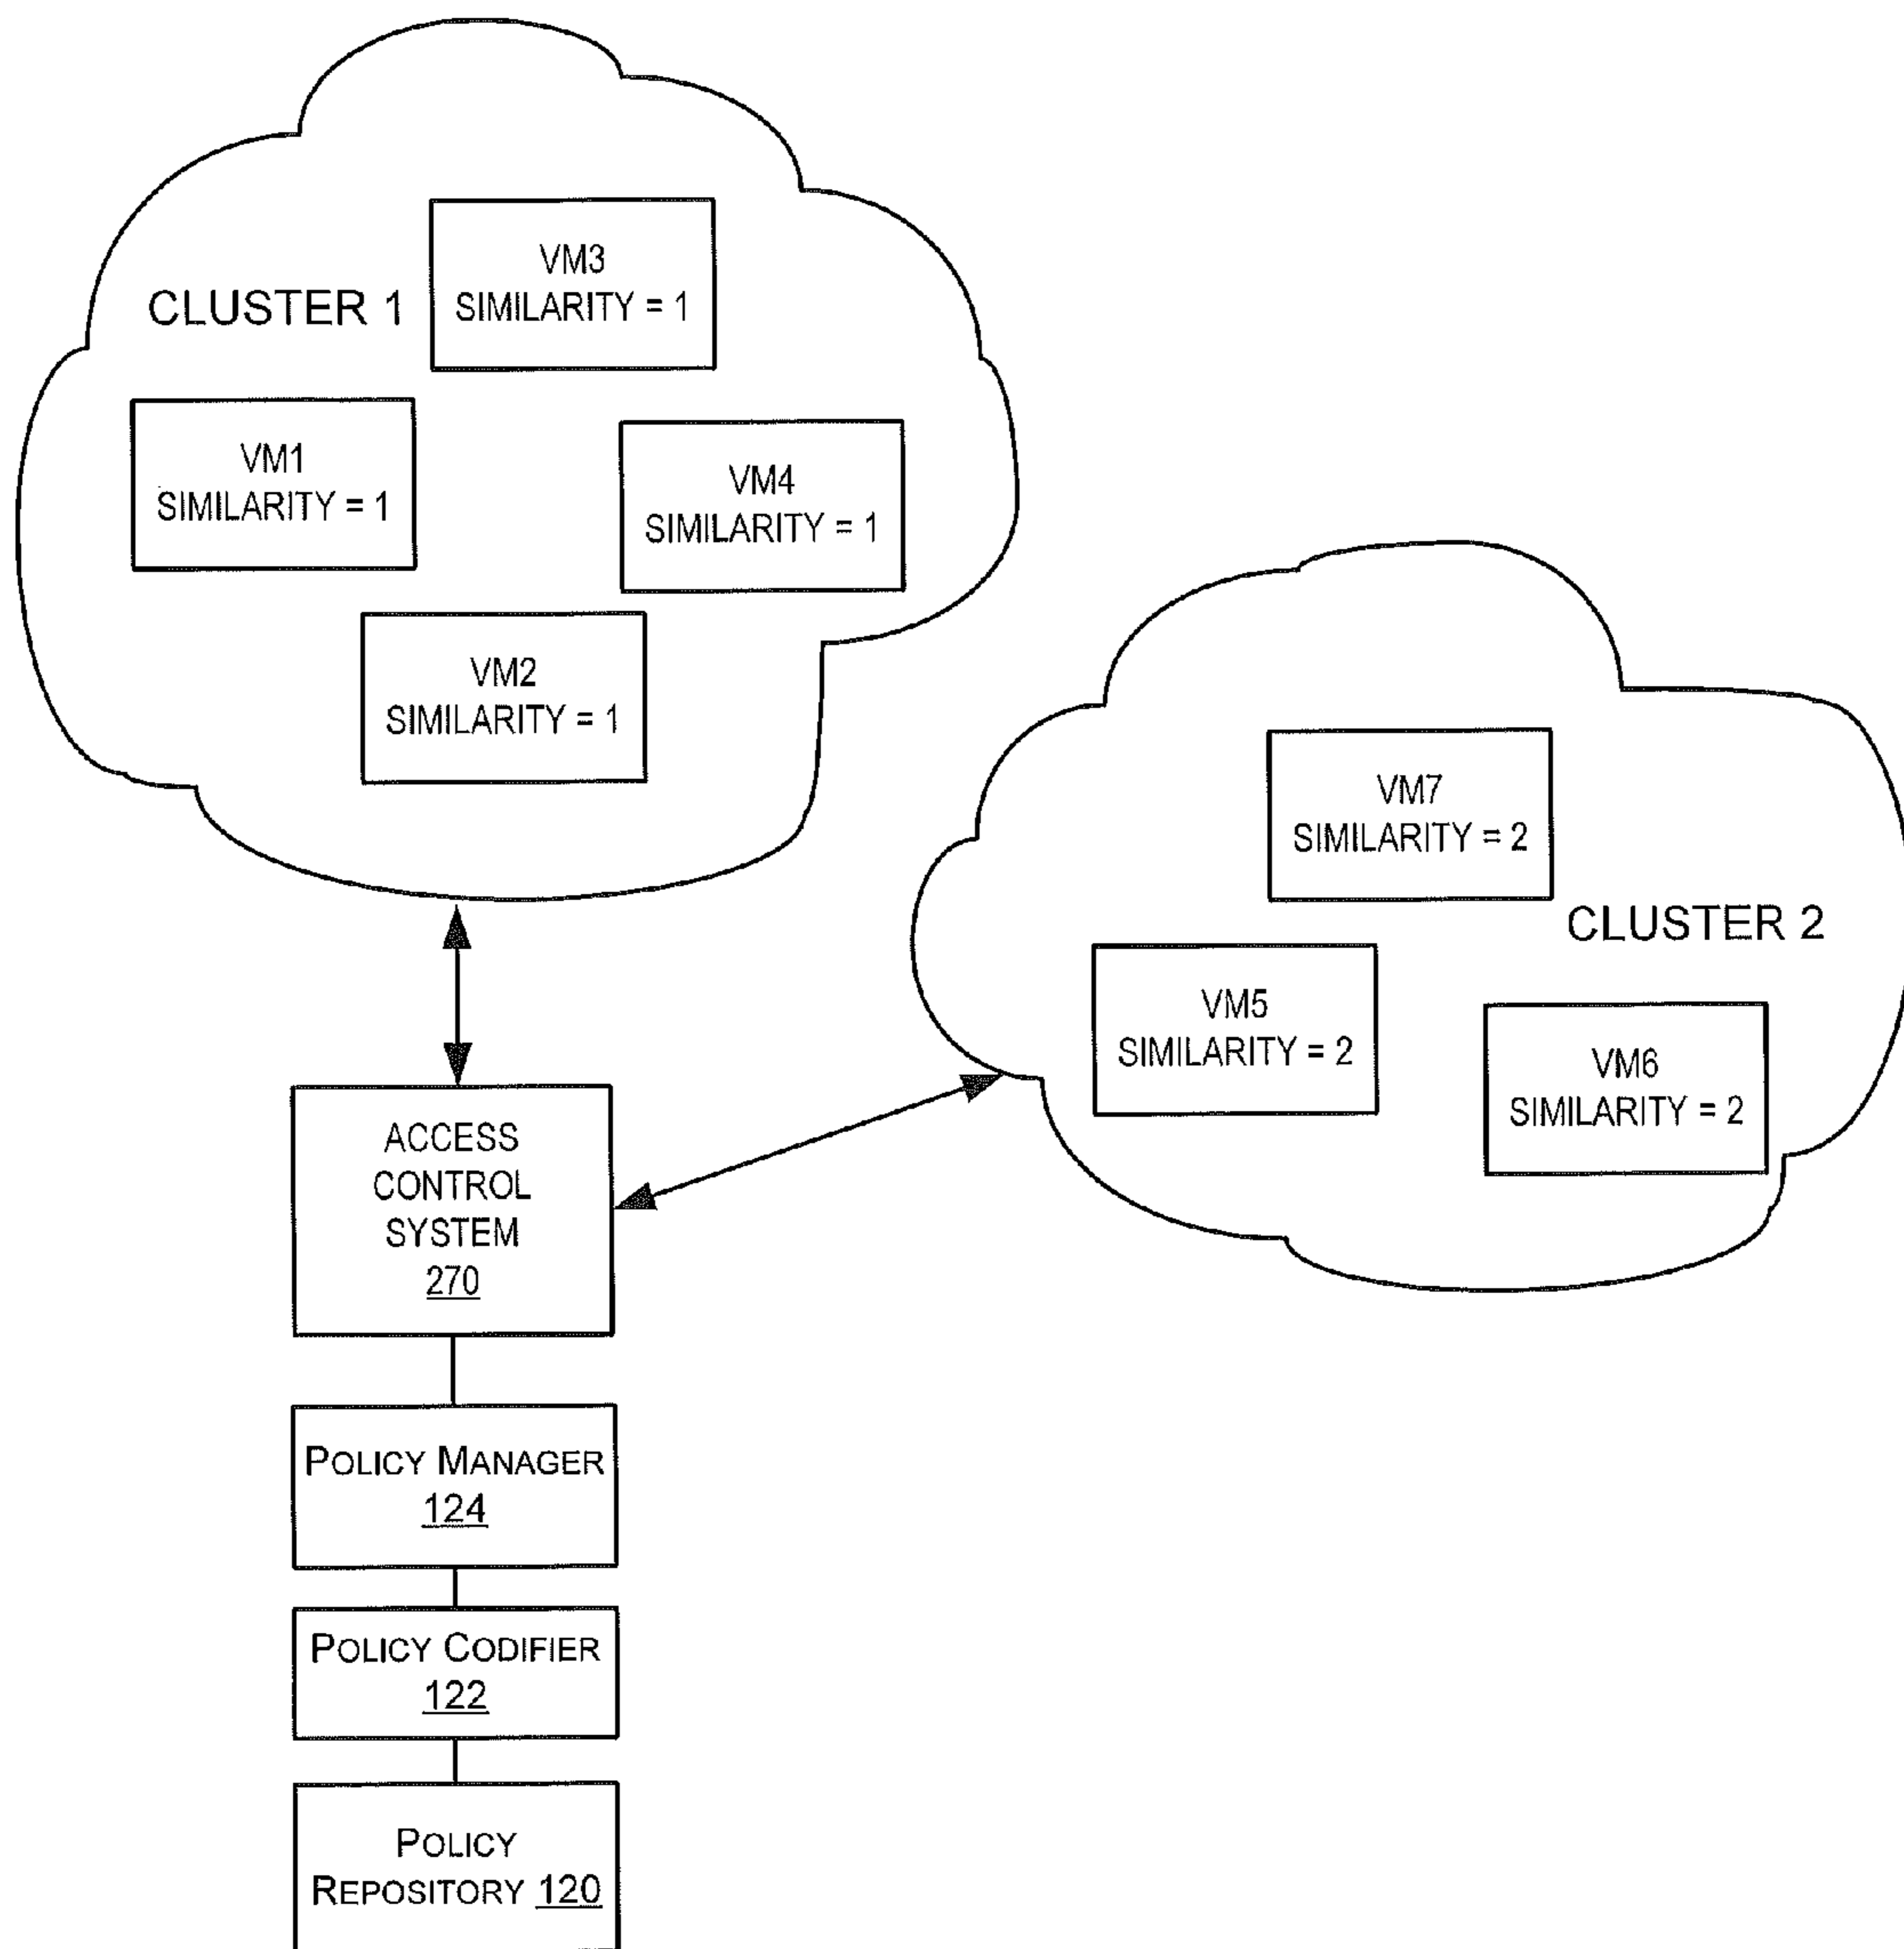 VM3
SIMILARITY = 1
CLUSTER 1
VM1
SIMILARITY = 1
VM4
SIMILARITY = 1
VM2
SIMILARITY = 1
VM7
SIMILARITY = 2
CLUSTER 2
VM5
SIMILARITY = 2
VM6
SIMILARITY = 2
ACCESS
CONTROL
SYSTEM
270
POLICY MANAGER
124
POLICY CODIFIER
122
POLICY
REPOSITORY 120